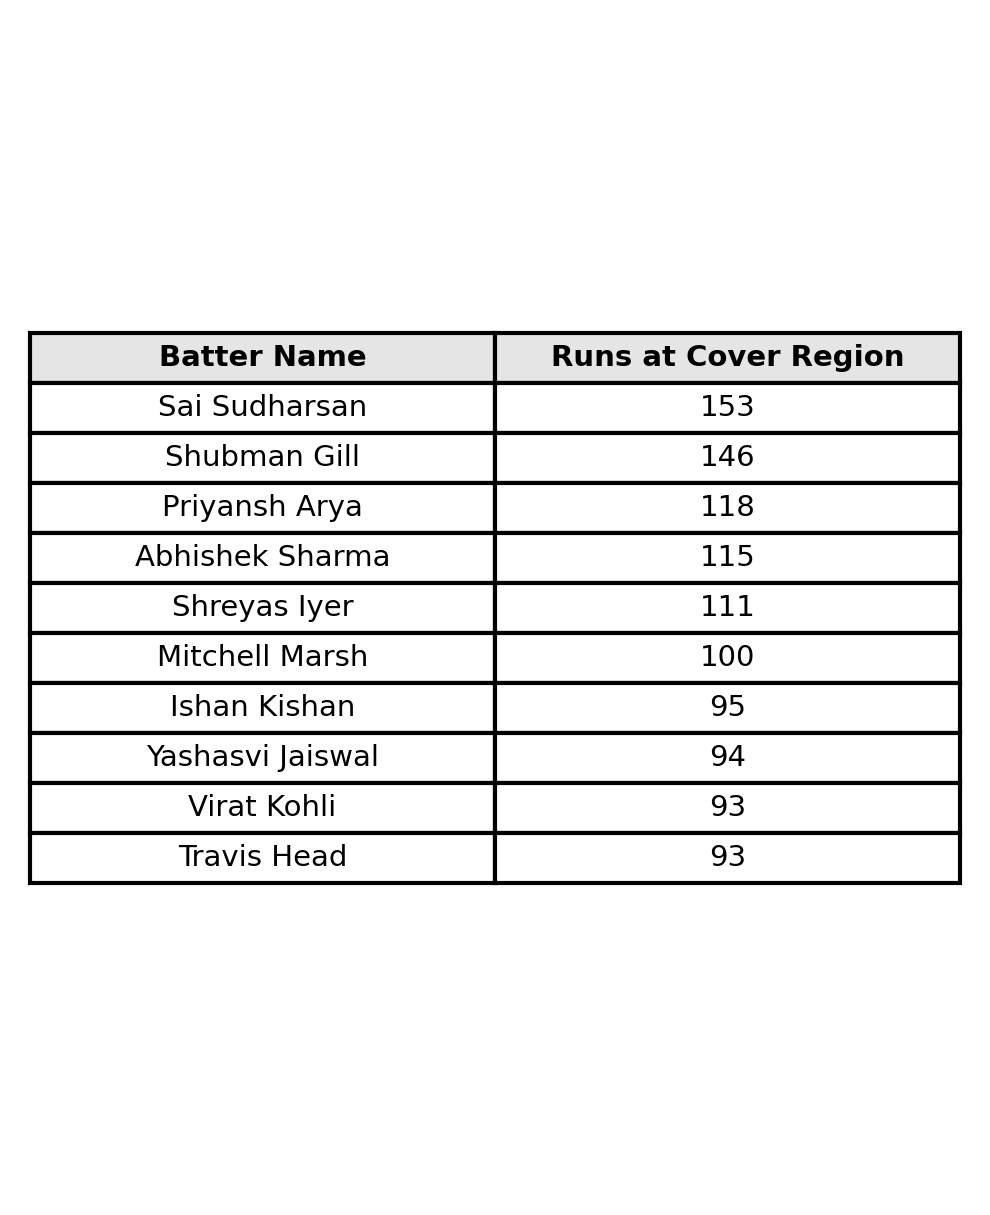 Batter Name Runs at Cover Region
Sai Sudharsan 153
Shubman Gill 146
Priyansh Arya 118
Abhishek Sharma 115
Shreyas Iyer 111
Mitchell Marsh 100
Ishan Kishan 95
Yashasvi Jaiswal 94
Virat Kohli 93
Travis Head 93